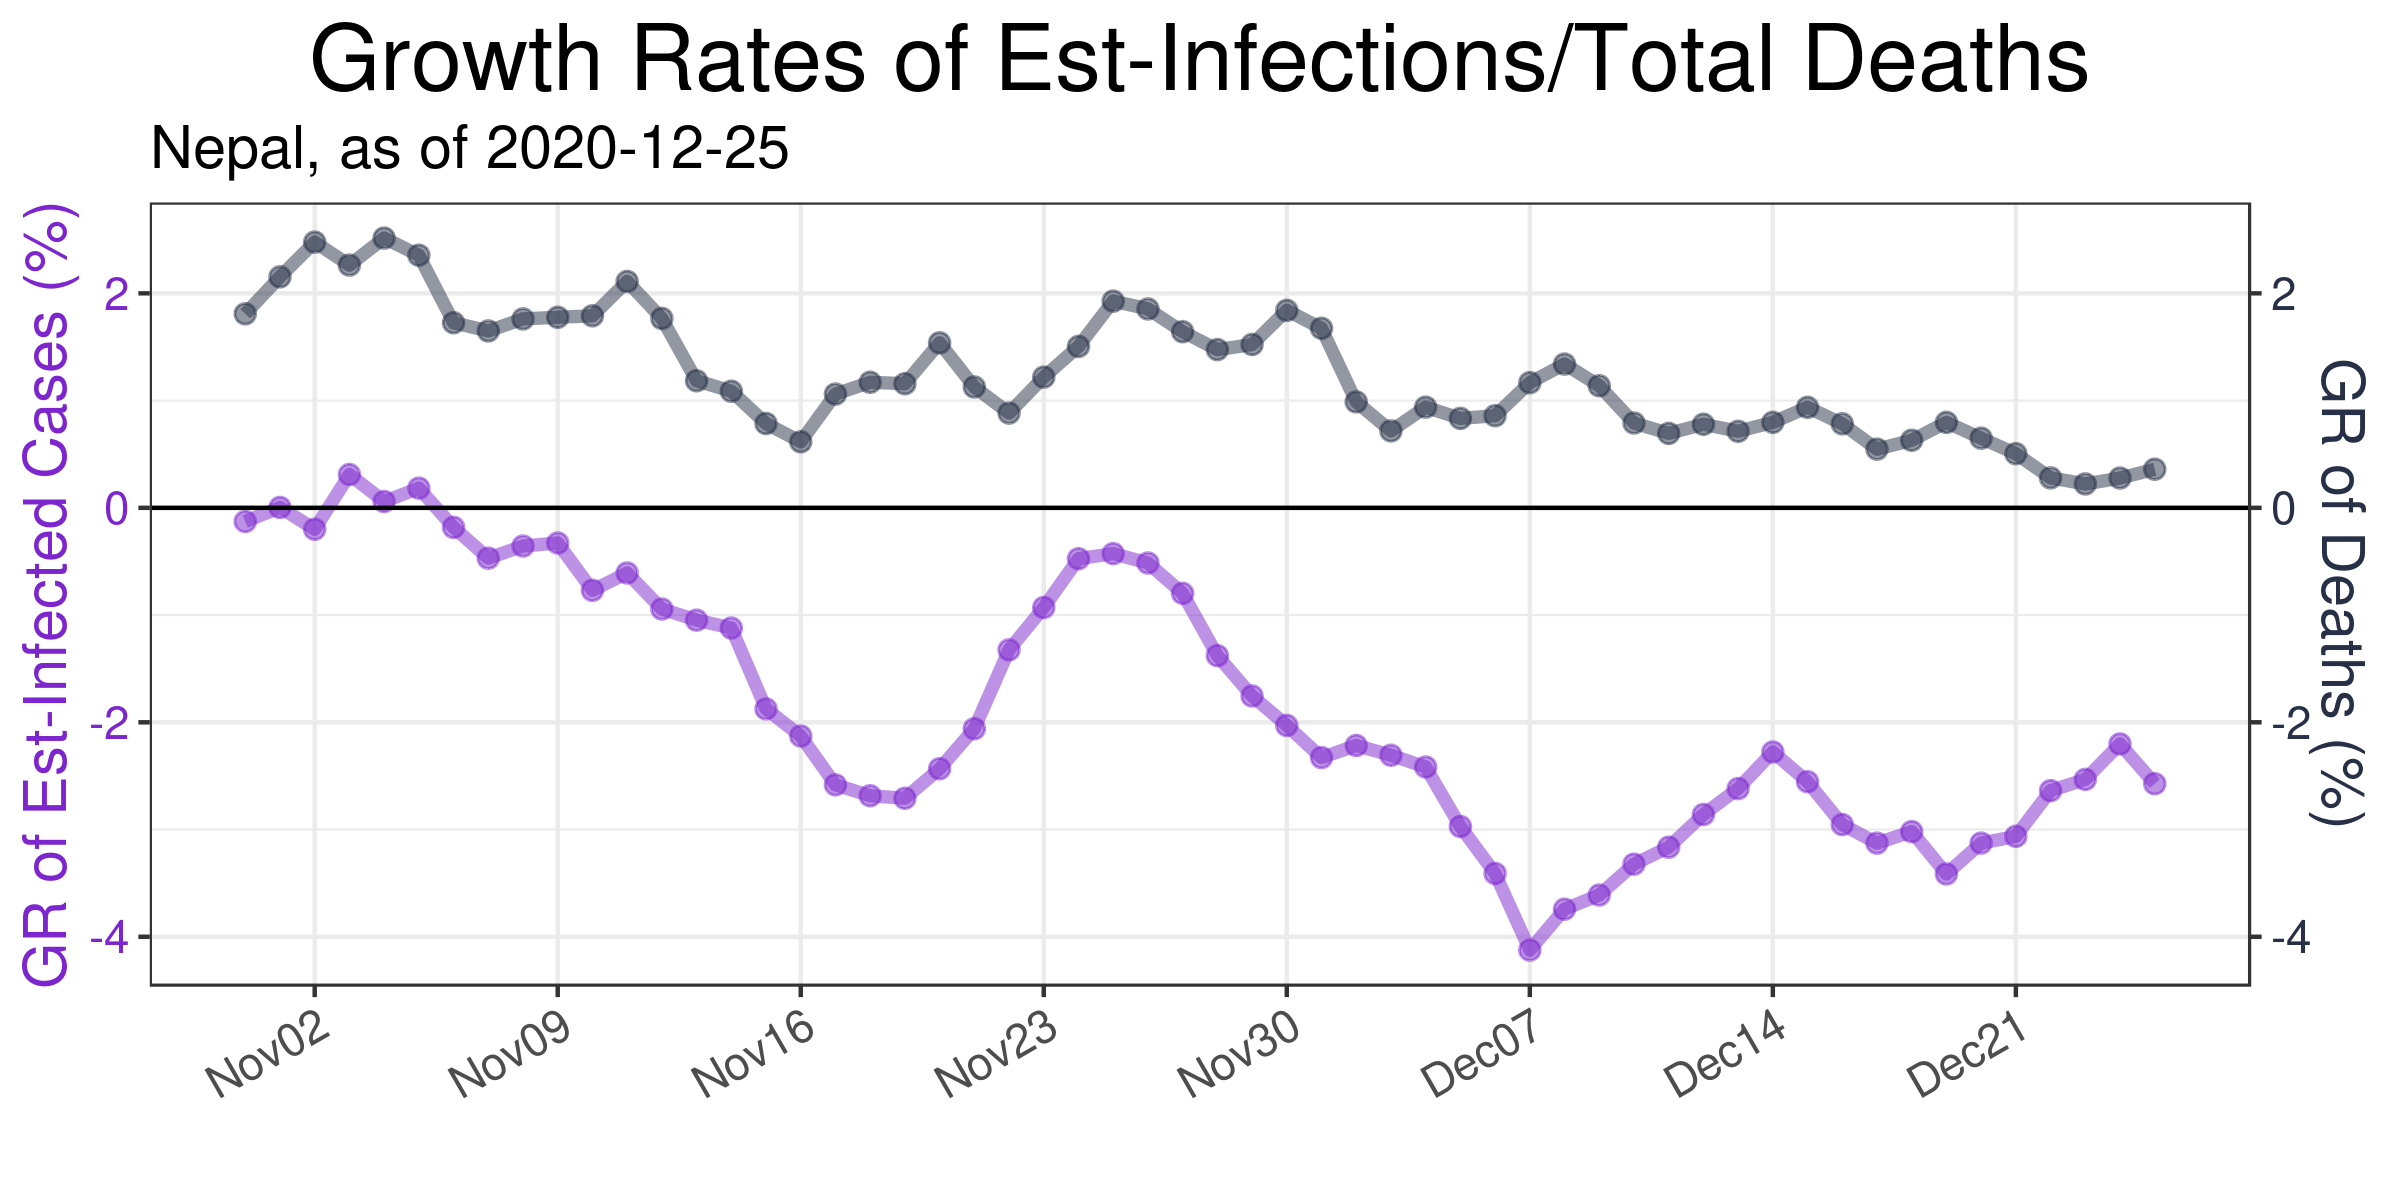 Growth Rates of Est-Infections/Total Deaths
Nepal, as of 2020-12-25
GR of Est-Infected Cases (%)
2
0
-2
-4
2
0
-2
-4
GR of Deaths (%)
Nov02
Nov09
Nov16
Nov23
Nov30
Dec07
Dec14
Dec21